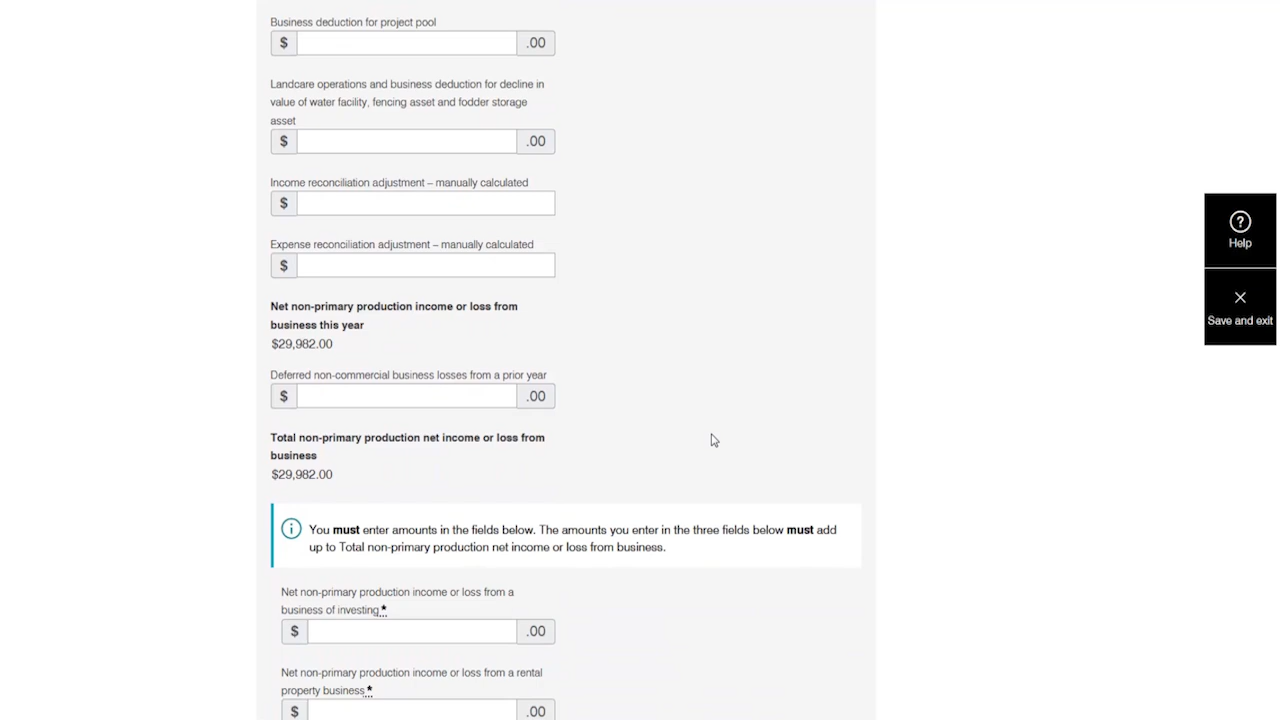 Business deduction for project pool
$ .00
Landcare operations and business deduction for decline in
value of water facility, fencing asset and fodder storage
asset
$ .00
Income reconciliation adjustment – manually calculated
$
Expense reconciliation adjustment – manually calculated
$
Net non-primary production income or loss from
business this year
$29,982.00
Deferred non-commercial business losses from a prior year
$ .00
Total non-primary production net income or loss from
business
$29,982.00
You must enter amounts in the fields below. The amounts you enter in the three fields below must add
up to Total non-primary production net income or loss from business.
Net non-primary production income or loss from a
business of investing *
$ .00
Net non-primary production income or loss from a rental
property business *
$ .00
Help
Save and exit